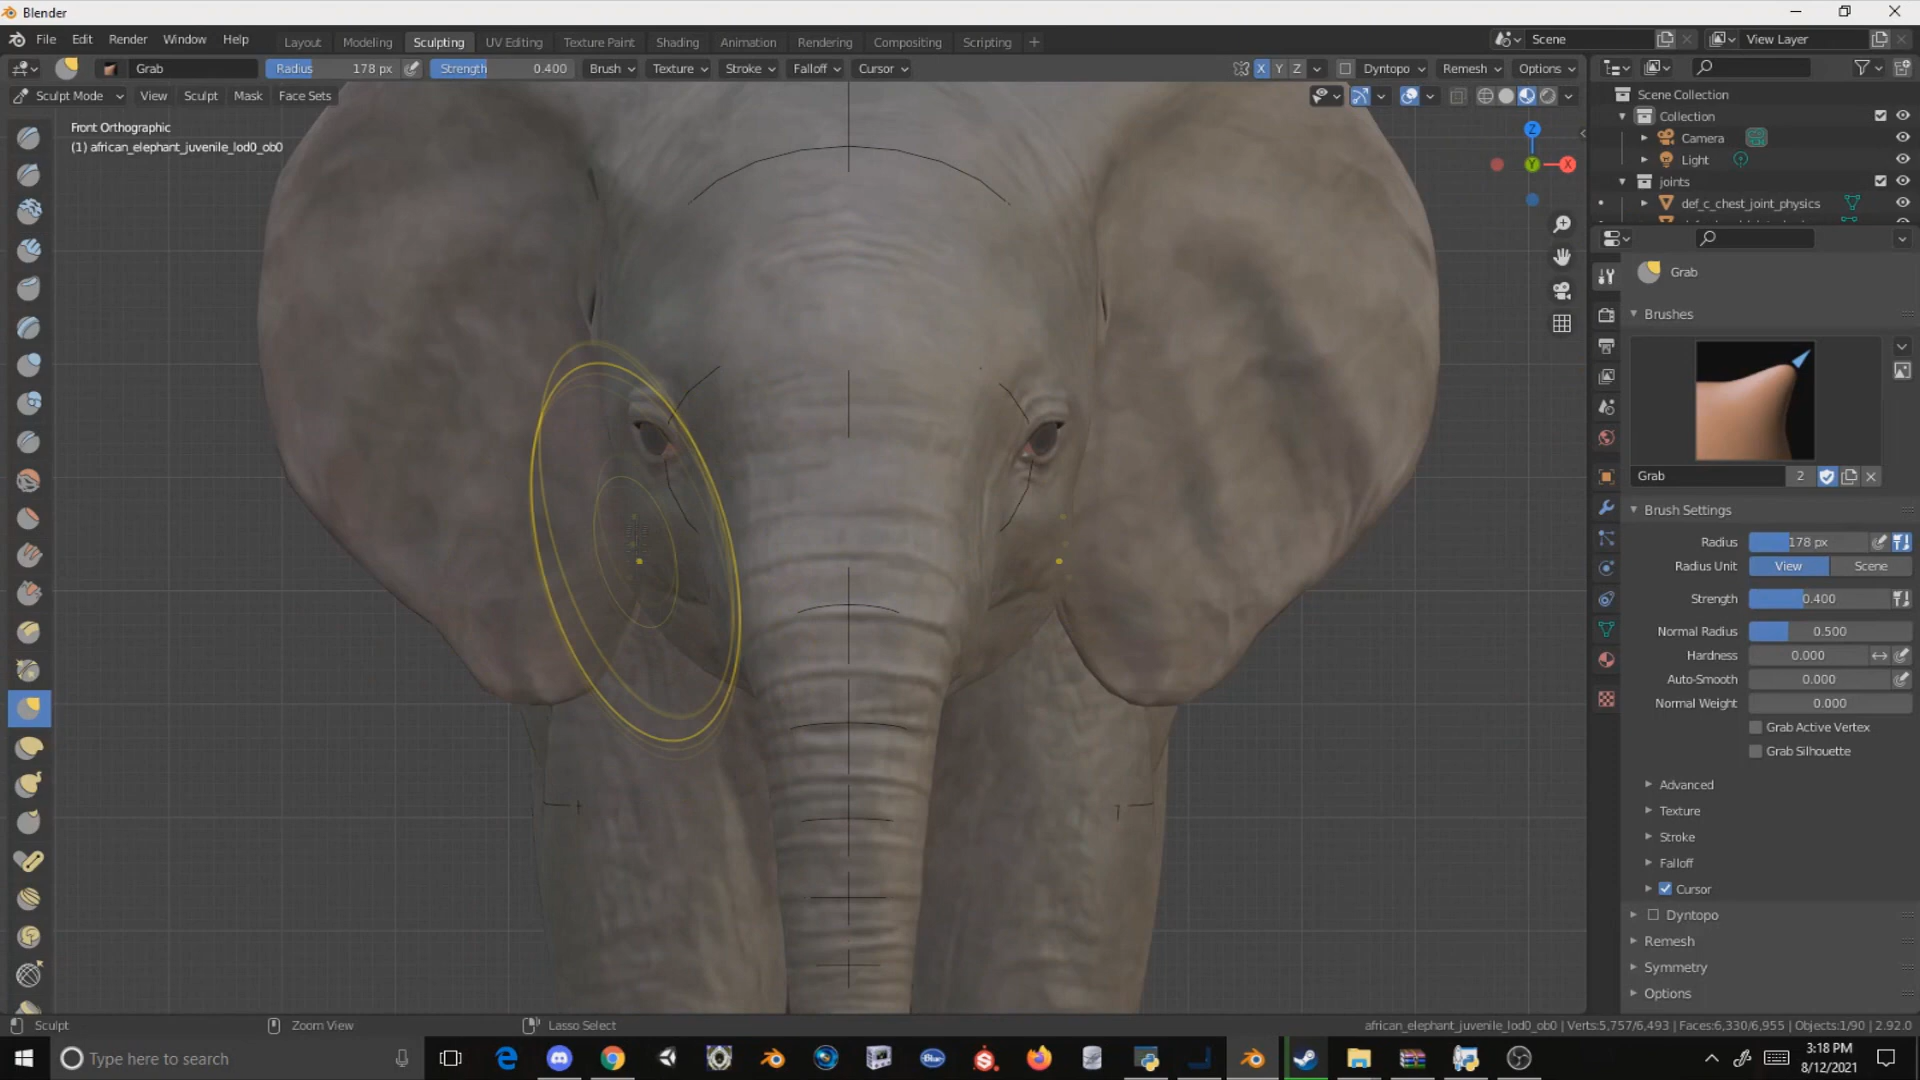 Blender
File Edit Render Window Help Layout Modeling Sculpting UV Editing Texture Paint Shading Animation Rendering Compositing Scripting + Scene View Layer
Grab Radius 178 px Strength 0.400 Brush Texture Stroke Falloff Cursor X Y Z Dyntopo Remesh Options
Sculpt Mode View Sculpt Mask Face Sets
Front Orthographic
(1) african_elephant_juvenile_lod0_ob0
Z
Y
X
Scene Collection
Collection
Camera
Light
joints
def_c_chest_joint_physics
Grab
Brushes
Grab 2
Brush Settings
Radius 178 px
Radius Unit View Scene
Strength 0.400
Normal Radius 0.500
Hardness 0.000
Auto-Smooth 0.000
Normal Weight 0.000
Grab Active Vertex
Grab Silhouette
Advanced
Texture
Stroke
Falloff
Cursor
Dyntopo
Remesh
Symmetry
Options
Sculpt Zoom View Lasso Select african_elephant_juvenile_lod0_ob0 | Verts:5,757/6,493 | Faces:6,330/6,955 | Objects:1/90 | 2.92.0
Type here to search
3:18 PM
8/12/2021